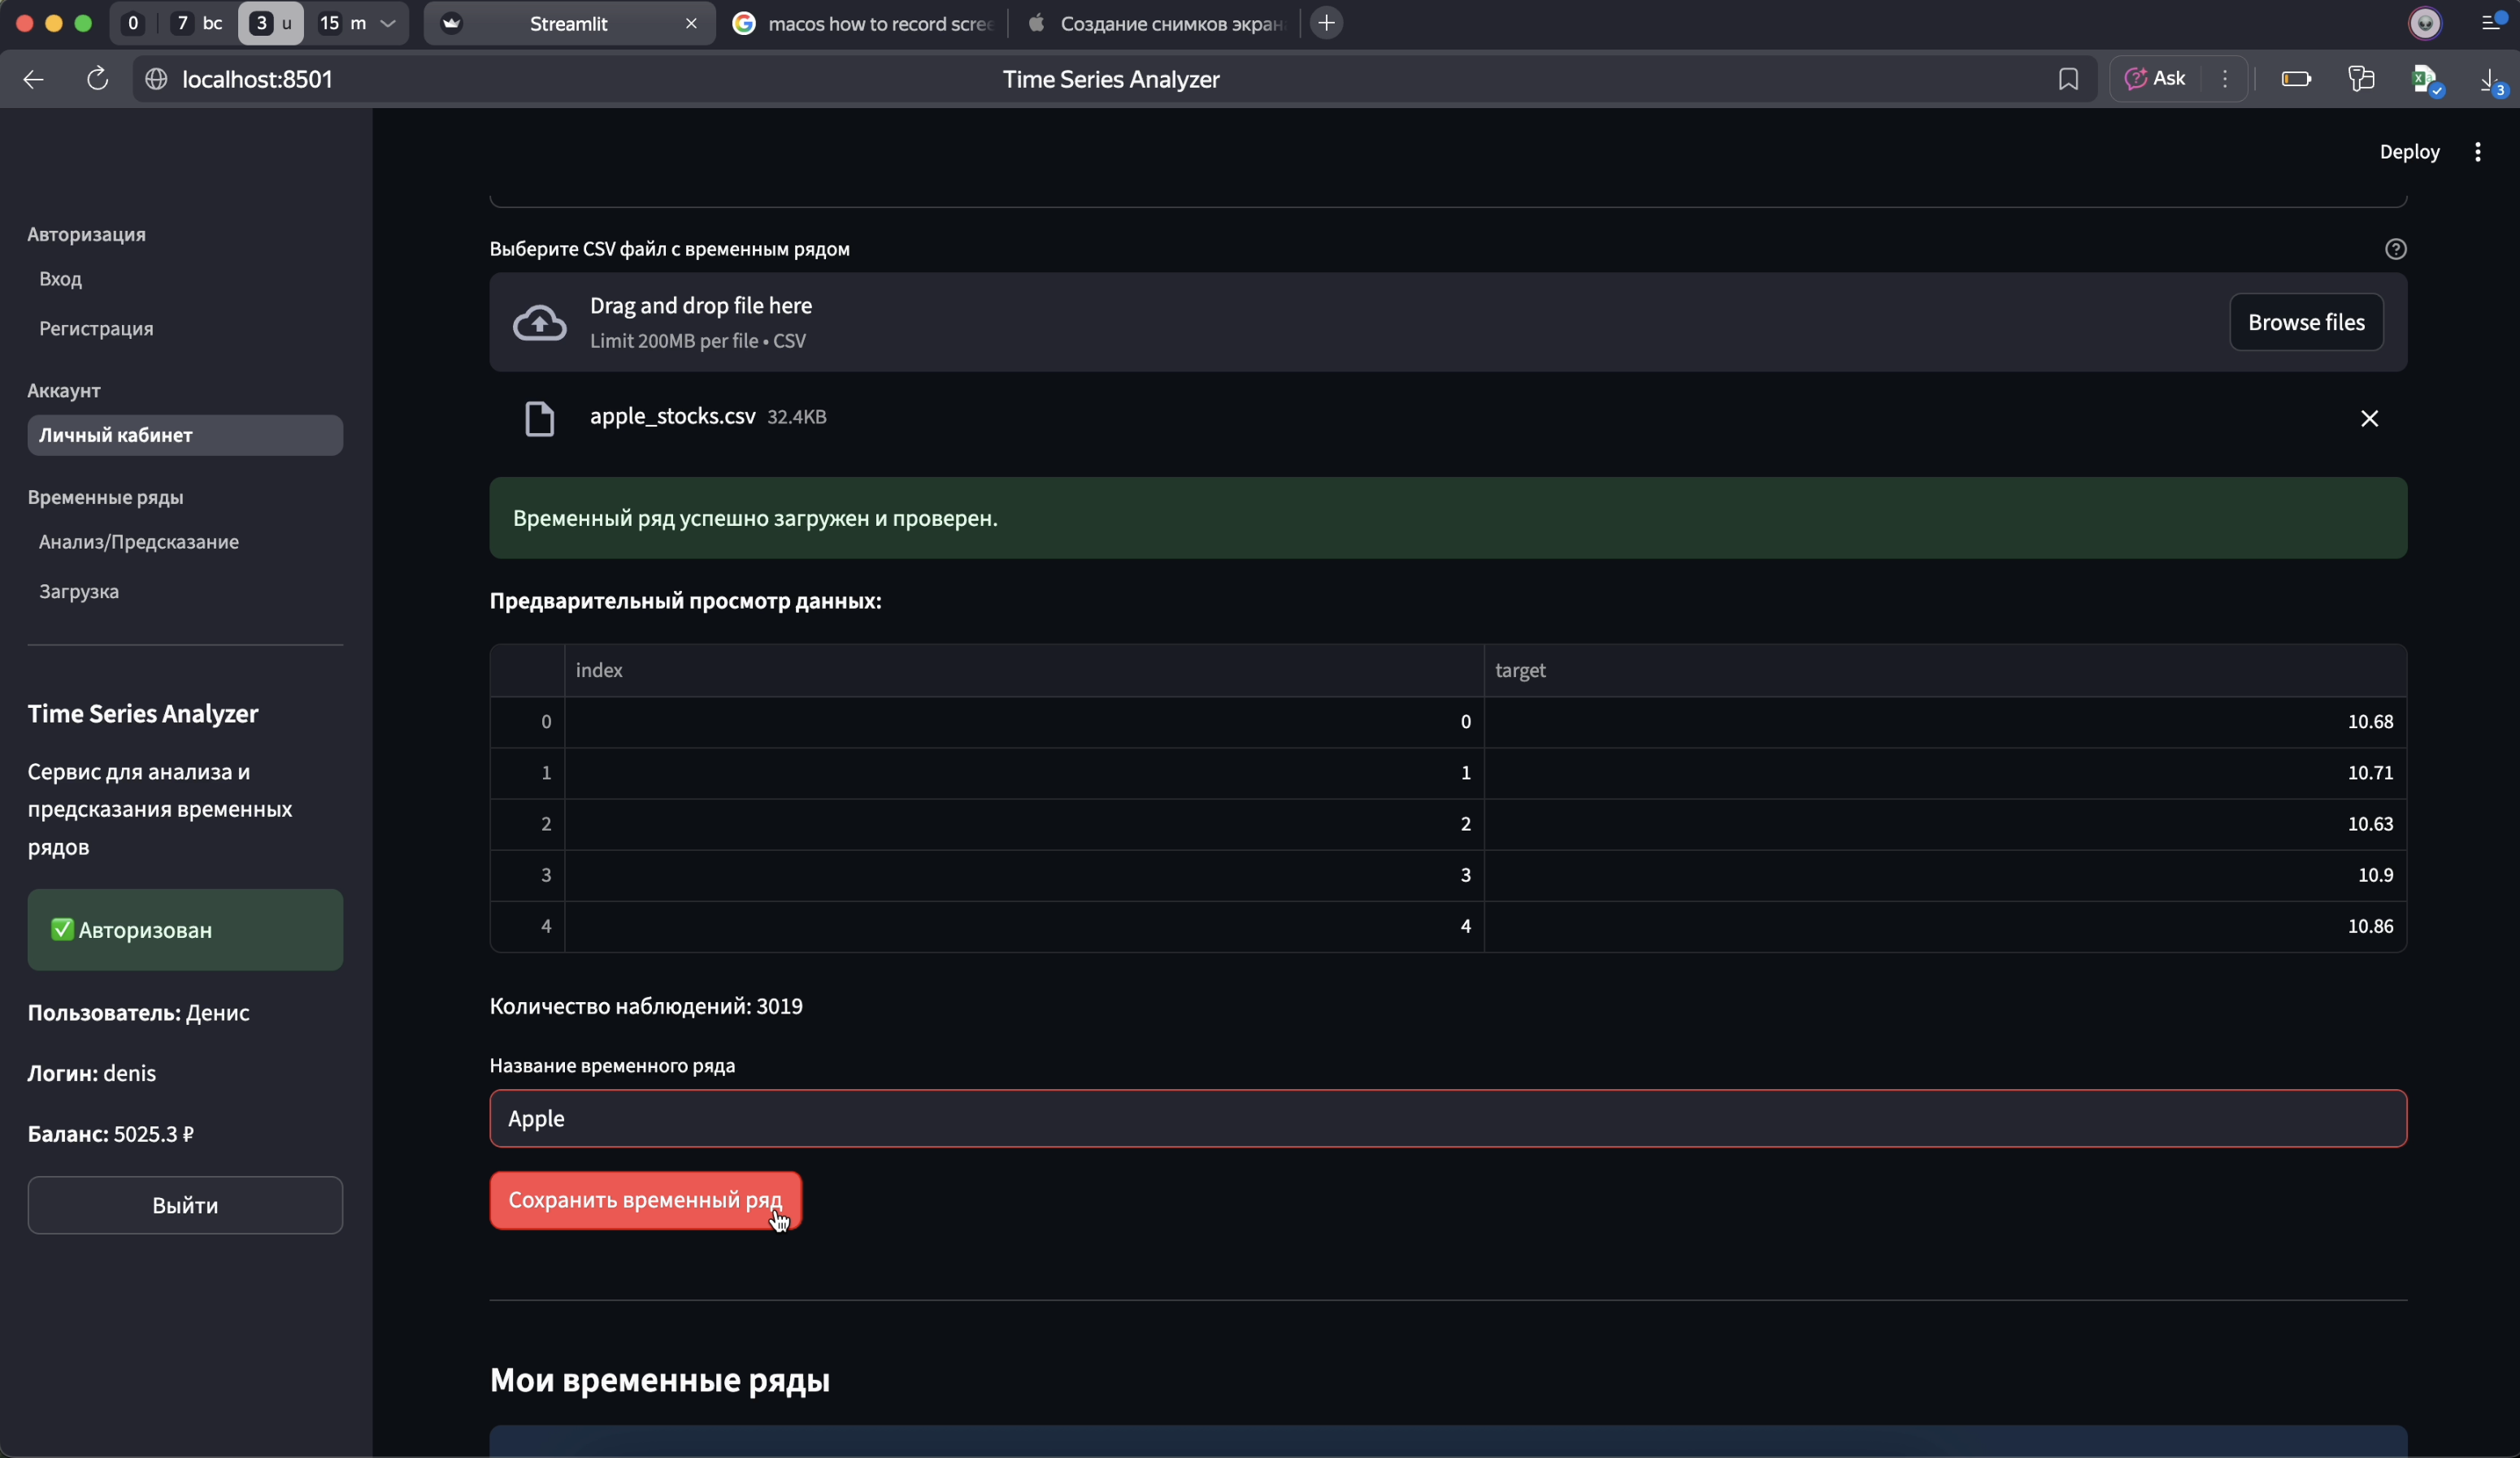 0 7 bc 3 u 15 m Streamlit macos how to record scree Создание снимков экран
localhost:8501 Time Series Analyzer Ask 3
Deploy
Авторизация
Вход
Регистрация
Аккаунт
Личный кабинет
Временные ряды
Анализ/Предсказание
Загрузка
Time Series Analyzer
Сервис для анализа и
предсказания временных
рядов
✅ Авторизован
Пользователь: Денис
Логин: denis
Баланс: 5025.3 ₽
Выйти
Выберите CSV файл с временным рядом
Drag and drop file here
Limit 200MB per file • CSV
Browse files
apple_stocks.csv 32.4KB
Временный ряд успешно загружен и проверен.
Предварительный просмотр данных:
index target
0 0 10.68
1 1 10.71
2 2 10.63
3 3 10.9
4 4 10.86
Количество наблюдений: 3019
Название временного ряда
Apple
Сохранить временный ряд
Мои временные ряды